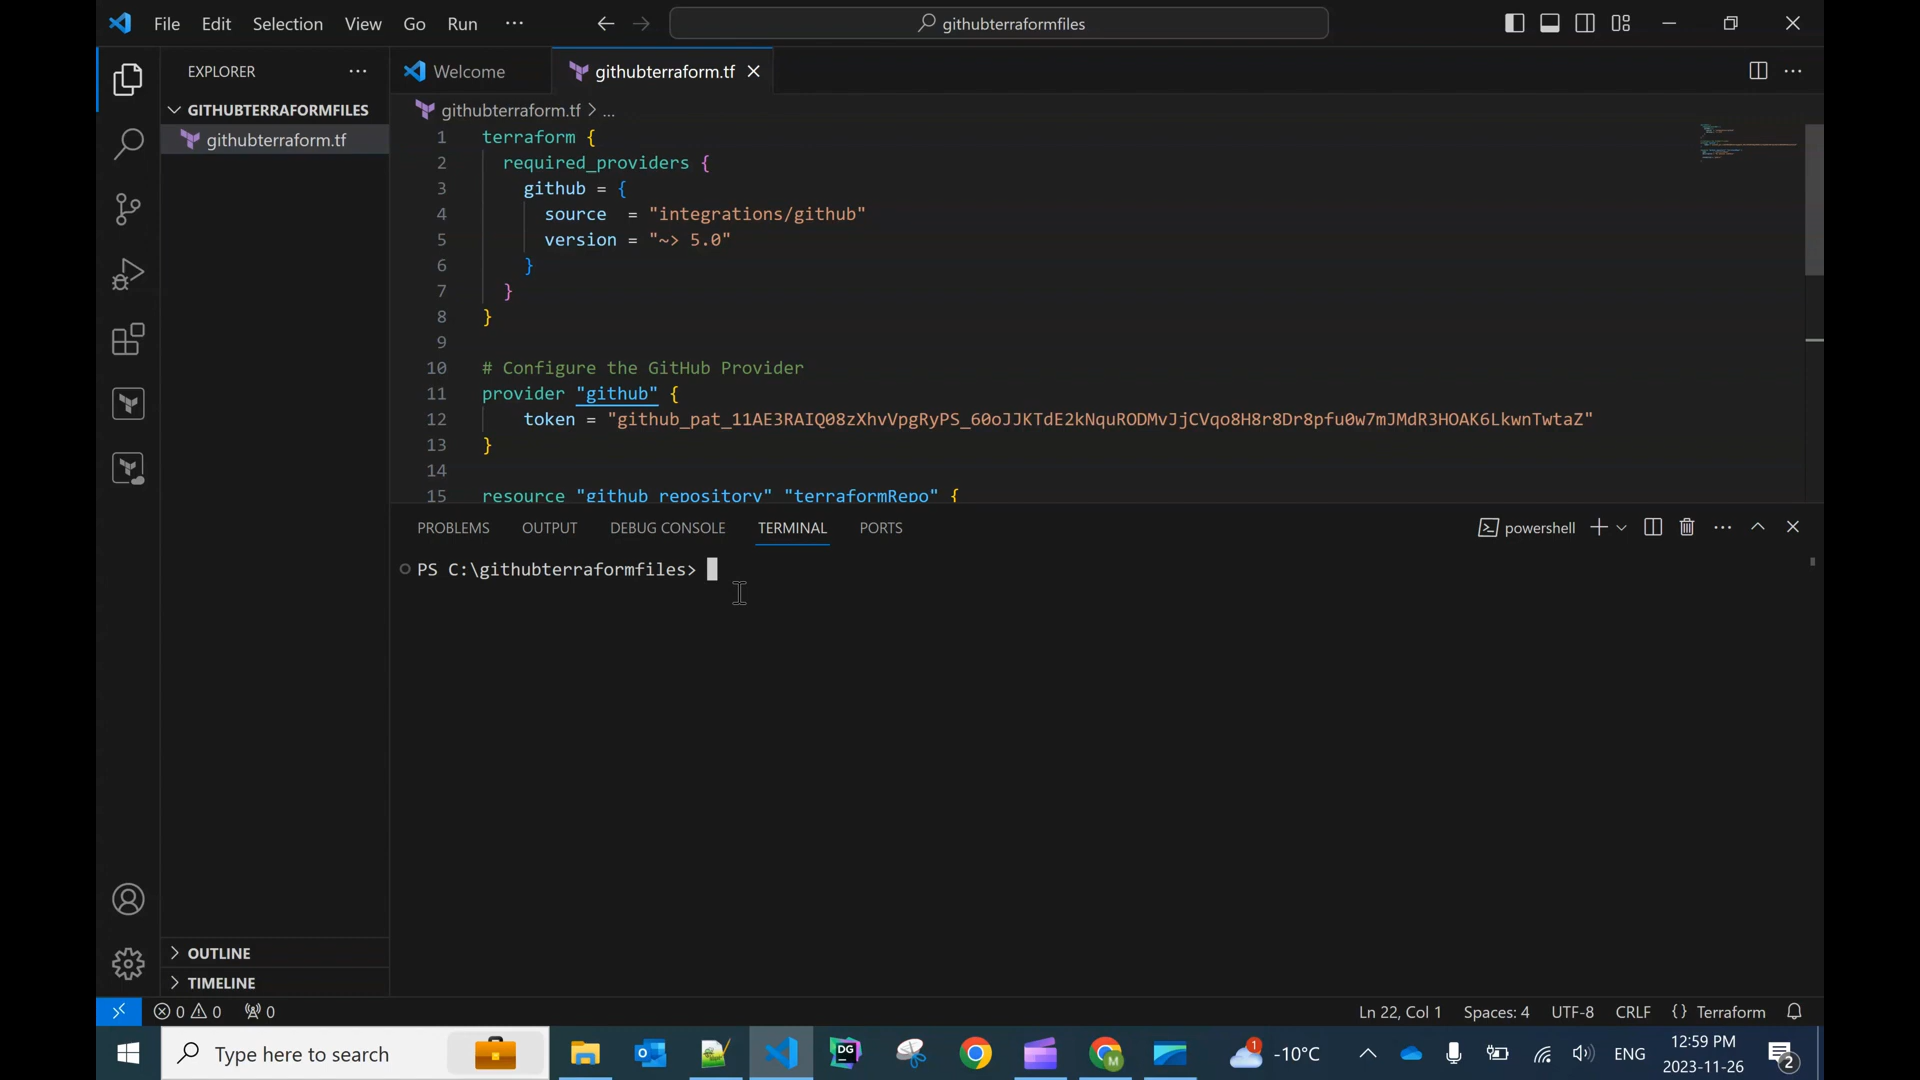 File Edit Selection View Go Run ···
githubterraformfiles
EXPLORER ···
Welcome
githubterraform.tf
GITHUBTERRAFORMFILES
githubterraform.tf
githubterraform.tf > ...
1 terraform {
2 required_providers {
3 github = {
4 source = "integrations/github"
5 version = "~> 5.0"
6 }
7 }
8 }
9
10 # Configure the GitHub Provider
11 provider "github" {
12 token = "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"
13 }
14
15 resource "github_repository" "terraformRepo" {
PROBLEMS OUTPUT DEBUG CONSOLE TERMINAL PORTS
powershell
PS C:\githubterraformfiles>
OUTLINE
TIMELINE
0 0 0
Ln 22, Col 1 Spaces: 4 UTF-8 CRLF {} Terraform
Type here to search
DG
M
1
-10°C
ENG
12:59 PM
2023-11-26
2